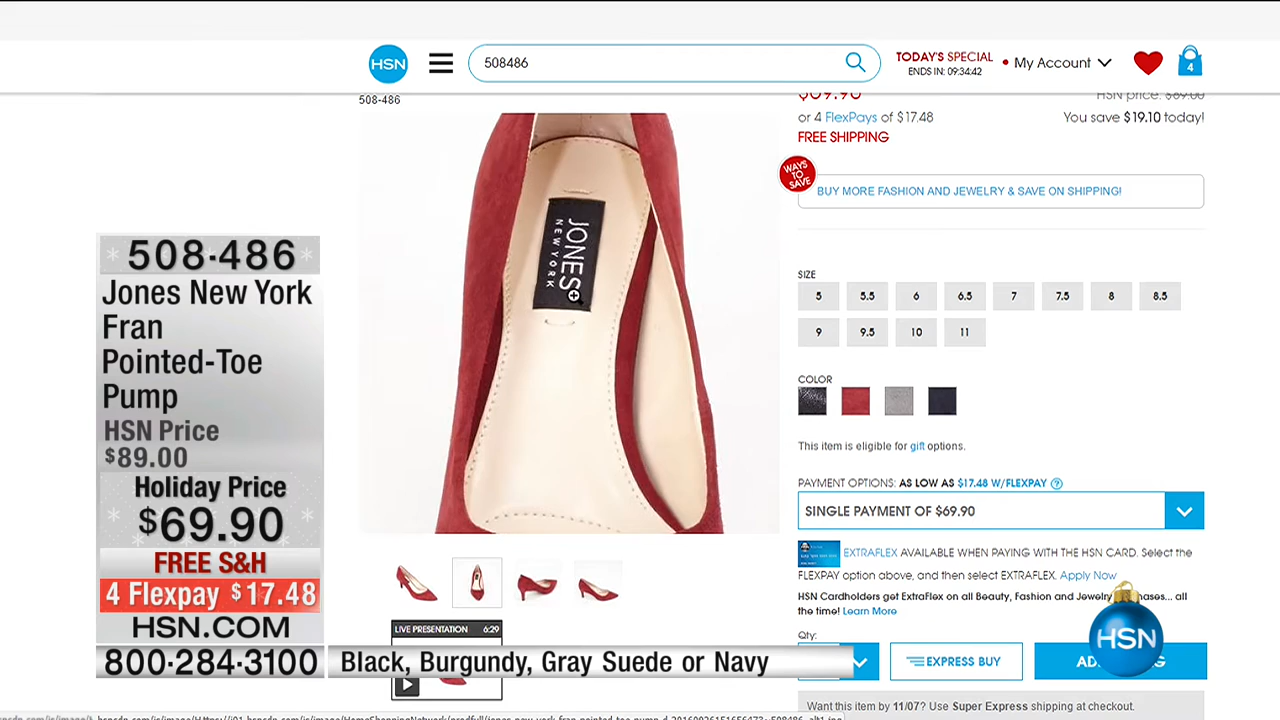 HSN
508486
TODAY'S SPECIAL
ENDS IN: 09:34:42
My Account
4
508-486
$69.90
HSN price: $89.00
or 4 FlexPays of $17.48
You save $19.10 today!
FREE SHIPPING
WAYS TO SAVE
BUY MORE FASHION AND JEWELRY & SAVE ON SHIPPING!
JONES
NEW YORK
SIZE
5 5.5 6 6.5 7 7.5 8 8.5
9 9.5 10 11
COLOR
This item is eligible for gift options.
PAYMENT OPTIONS: AS LOW AS $17.48 W/FLEXPAY ?
SINGLE PAYMENT OF $69.90
EXTRAFLEX AVAILABLE WHEN PAYING WITH THE HSN CARD. Select the
FLEXPAY option above, and then select EXTRAFLEX. Apply Now
HSN Cardholders get ExtraFlex on all Beauty, Fashion and Jewelry all
the time! Learn More
Qty:
EXPRESS BUY
HSN
Want this item by 11/07? Use Super Express shipping at checkout.
LIVE PRESENTATION 6:29
508·486
Jones New York
Fran
Pointed-Toe
Pump
HSN Price
$89.00
Holiday Price
$69.90
FREE S&H
4 Flexpay $17.48
HSN.COM
800·284·3100
Black, Burgundy, Gray Suede or Navy